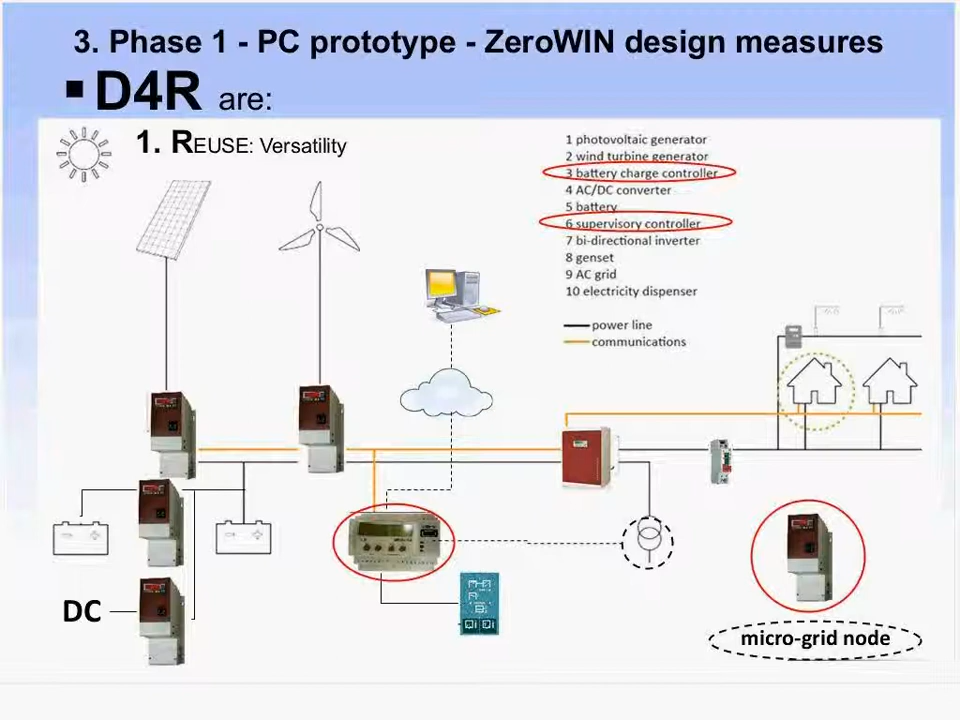 3. Phase 1 - PC prototype - ZeroWIN design measures
▪ D4R are:
1. REUSE: Versatility
1 photovoltaic generator
2 wind turbine generator
3 battery charge controller
4 AC/DC converter
5 battery
6 supervisory controller
7 bi-directional inverter
8 genset
9 AC grid
10 electricity dispenser
power line
communications
DC
micro-grid node